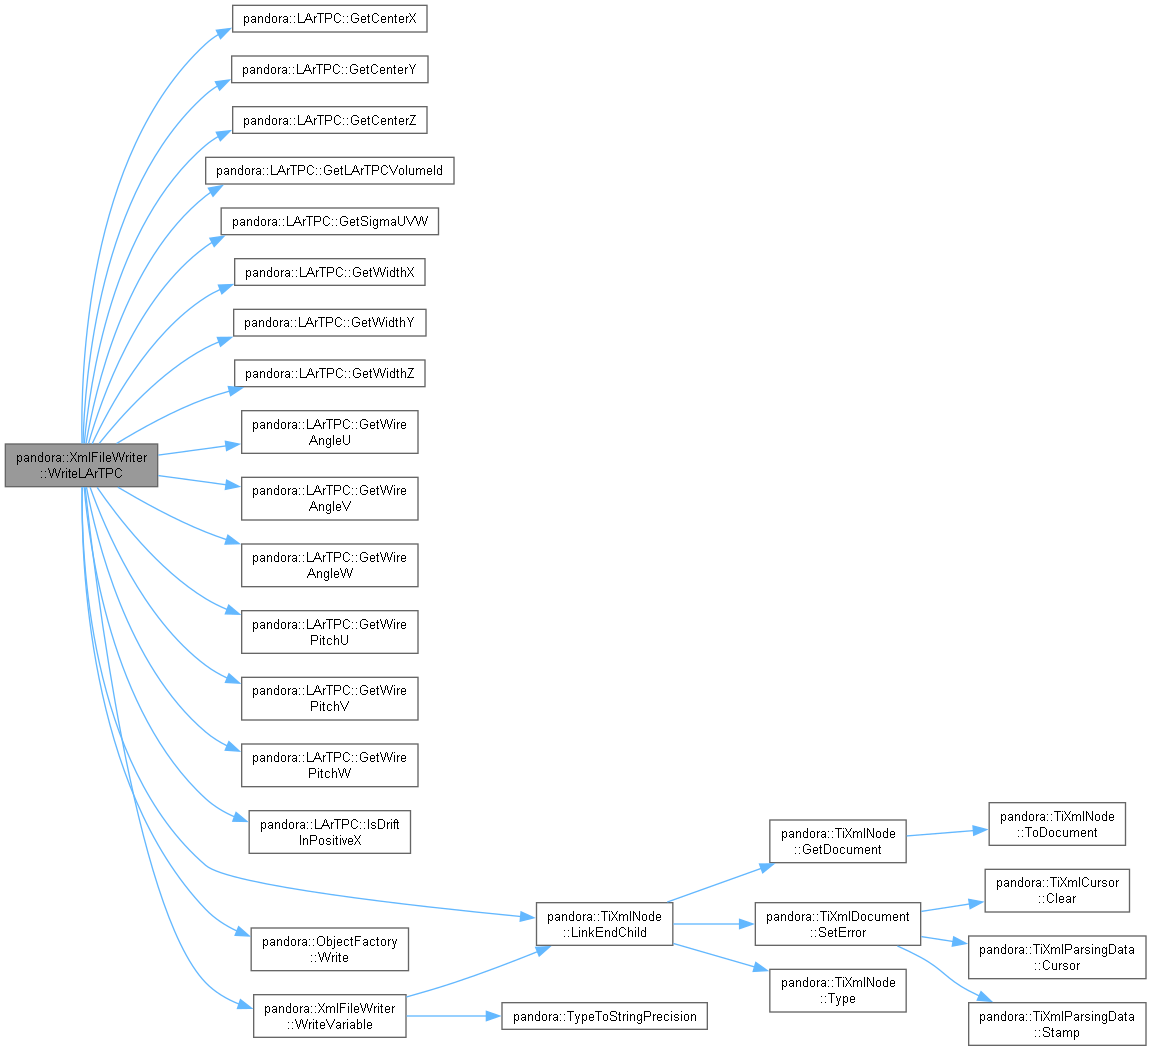 pandora::LArTPC::GetCenterX
pandora::LArTPC::GetCenterY
pandora::LArTPC::GetCenterZ
pandora::LArTPC::GetLArTPCVolumeId
pandora::LArTPC::GetSigmaUVW
pandora::LArTPC::GetWidthX
pandora::LArTPC::GetWidthY
pandora::LArTPC::GetWidthZ
pandora::LArTPC::GetWire
AngleU
pandora::XmlFileWriter
::WriteLArTPC
pandora::LArTPC::GetWire
AngleV
pandora::LArTPC::GetWire
AngleW
pandora::LArTPC::GetWire
PitchU
pandora::LArTPC::GetWire
PitchV
pandora::LArTPC::GetWire
PitchW
pandora::LArTPC::IsDrift
InPositiveX
pandora::ObjectFactory
::Write
pandora::XmlFileWriter
::WriteVariable
pandora::TiXmlNode
::LinkEndChild
pandora::TypeToStringPrecision
pandora::TiXmlNode
::GetDocument
pandora::TiXmlDocument
::SetError
pandora::TiXmlNode
::Type
pandora::TiXmlNode
::ToDocument
pandora::TiXmlCursor
::Clear
pandora::TiXmlParsingData
::Cursor
pandora::TiXmlParsingData
::Stamp